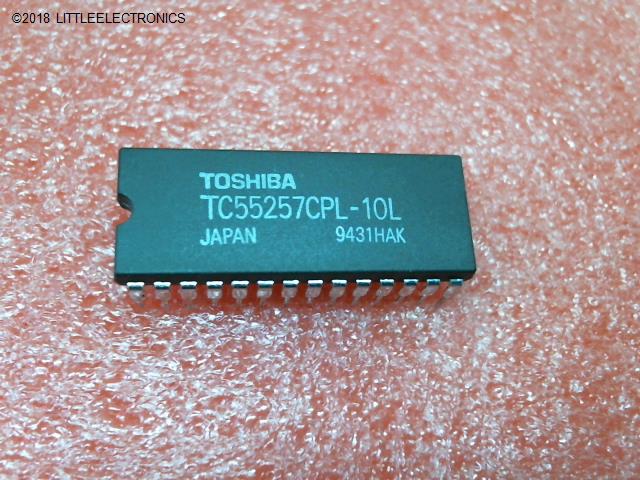 ©2018 LITTLEELECTRONICS
TOSHIBA
TC55257CPL-10L
JAPAN 9431HAK